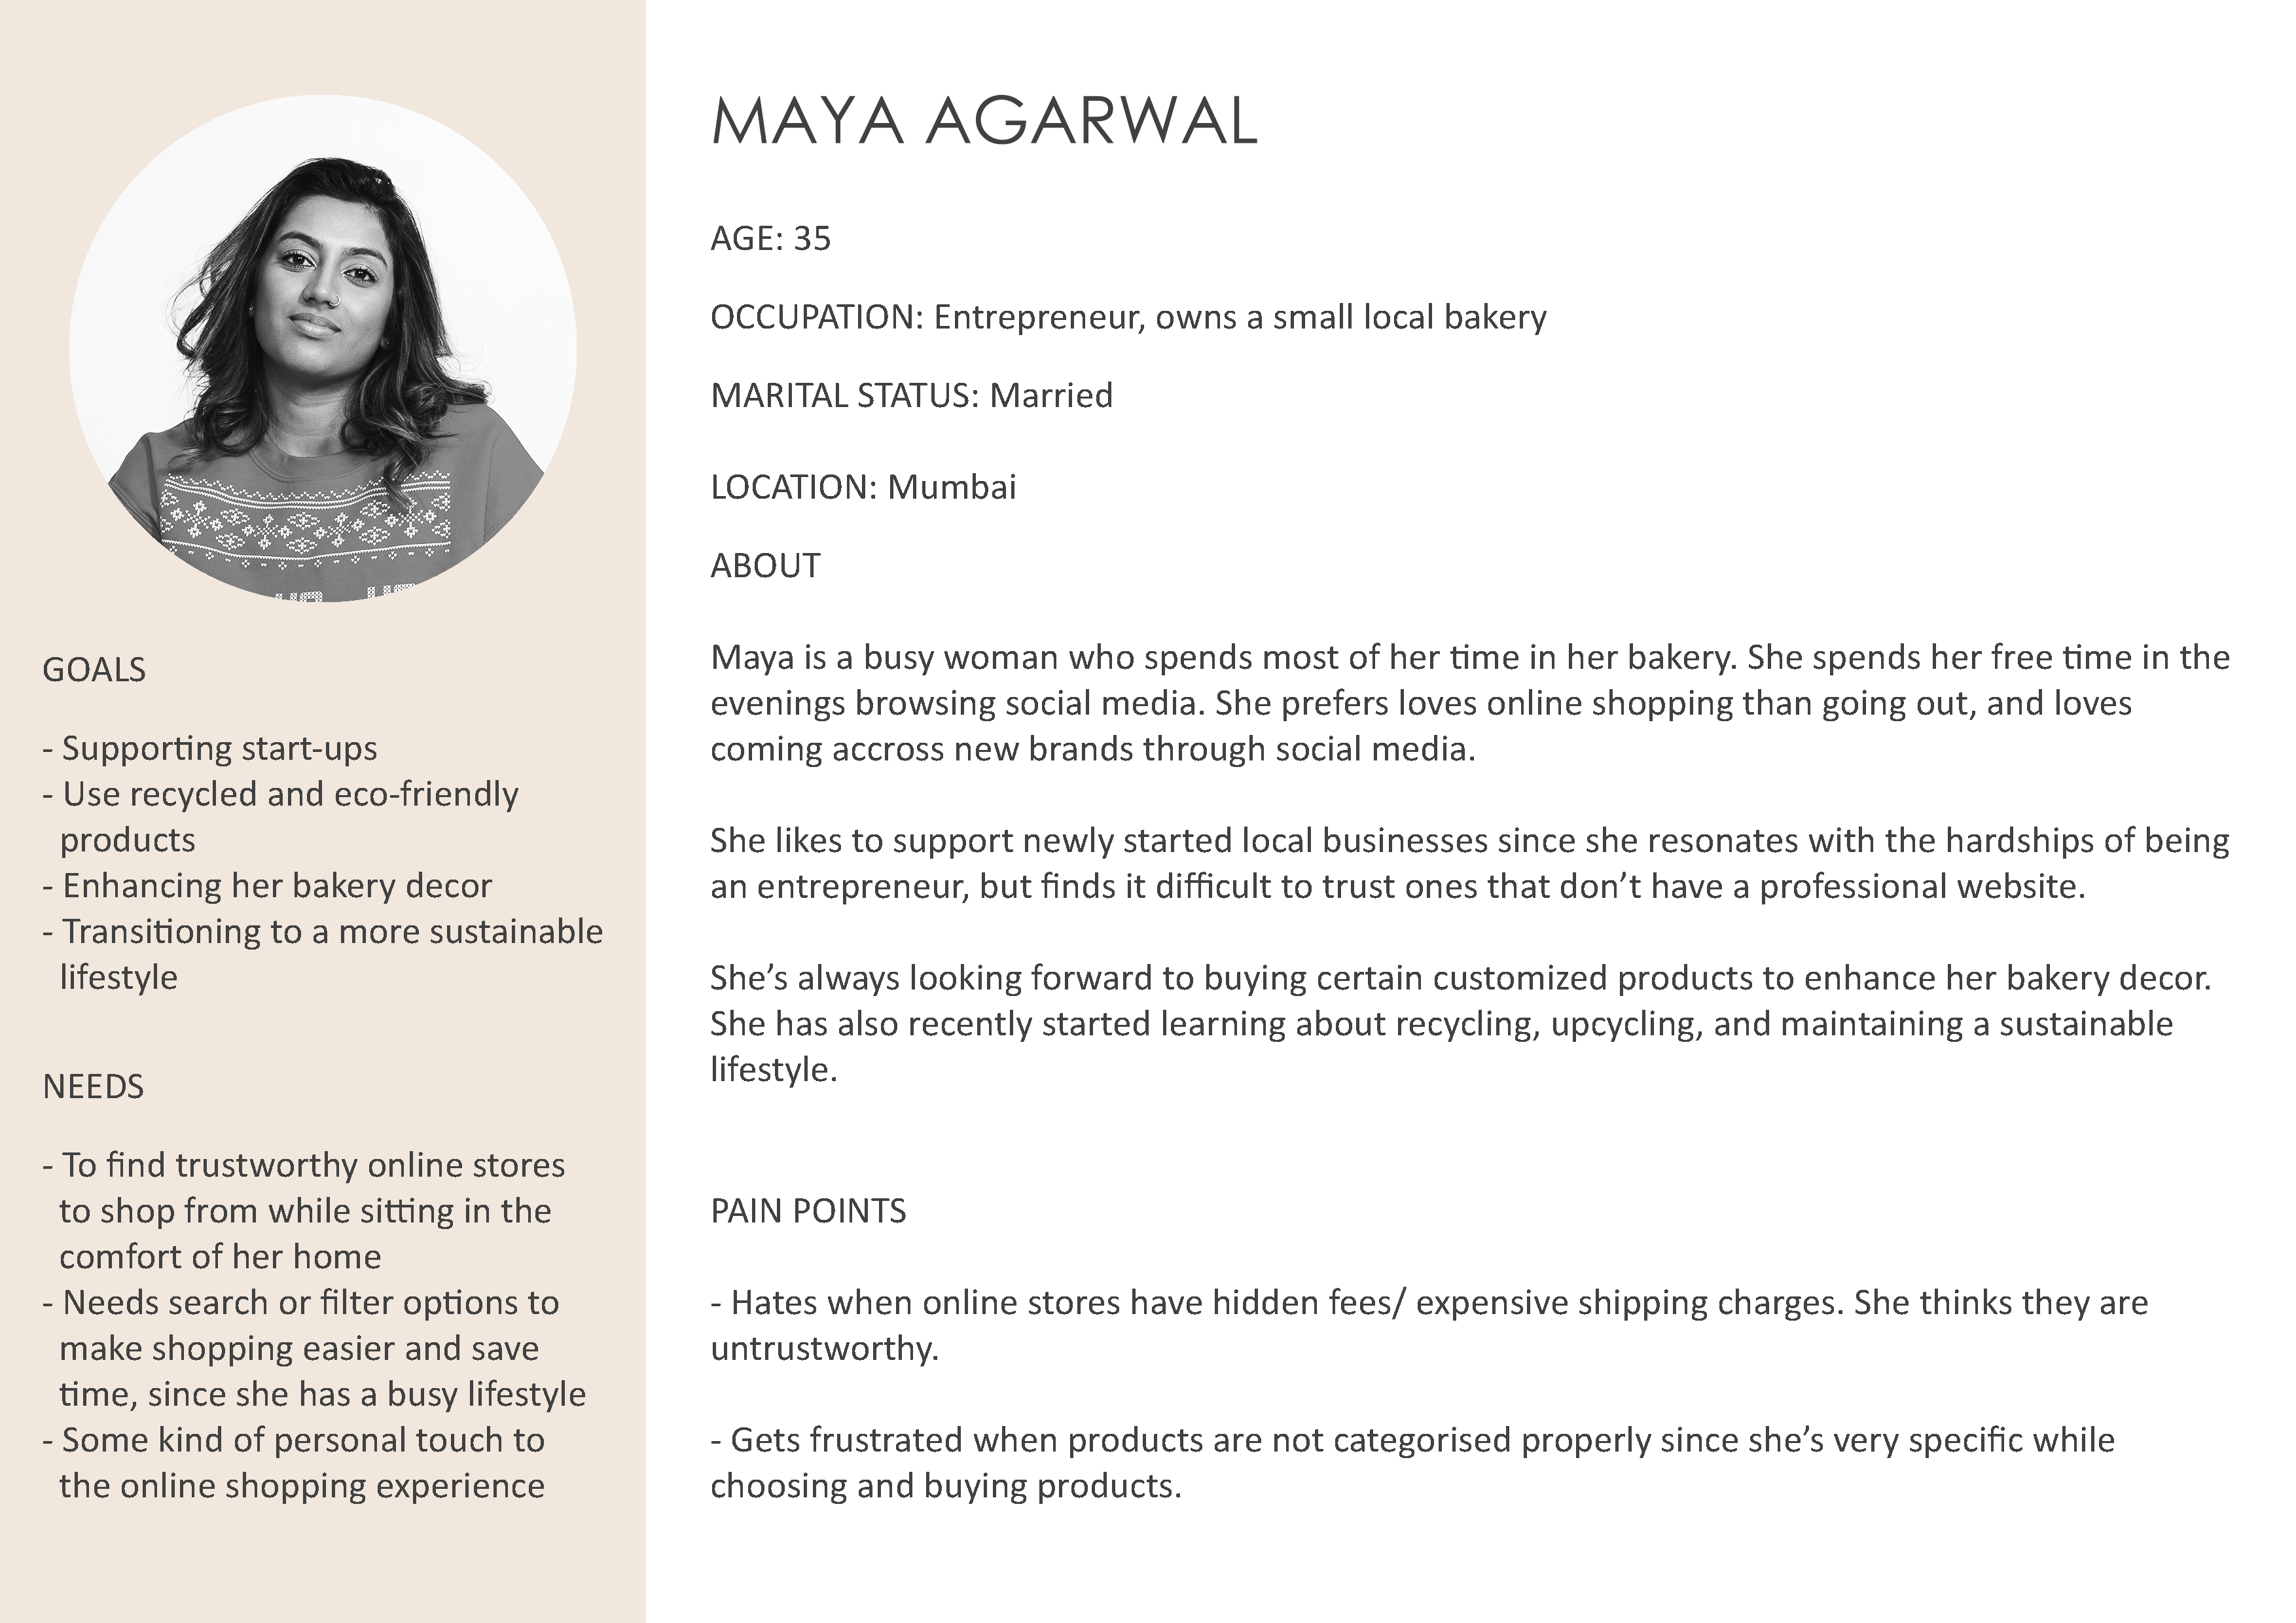 MAYA AGARWAL
AGE: 35
OCCUPATION: Entrepreneur, owns a small local bakery
MARITAL STATUS: Married
LOCATION: Mumbai
ABOUT
Maya is a busy woman who spends most of her time in her bakery. She spends her free time in the
evenings browsing social media. She prefers loves online shopping than going out, and loves
coming accross new brands through social media.
She likes to support newly started local businesses since she resonates with the hardships of being
an entrepreneur, but finds it difficult to trust ones that don’t have a professional website.
She’s always looking forward to buying certain customized products to enhance her bakery decor.
She has also recently started learning about recycling, upcycling, and maintaining a sustainable
lifestyle.
PAIN POINTS
- Hates when online stores have hidden fees/ expensive shipping charges. She thinks they are
untrustworthy.
- Gets frustrated when products are not categorised properly since she’s very specific while
choosing and buying products.
GOALS
- Supporting start-ups
- Use recycled and eco-friendly
products
- Enhancing her bakery decor
- Transitioning to a more sustainable
lifestyle
NEEDS
- To find trustworthy online stores
to shop from while sitting in the
comfort of her home
- Needs search or filter options to
make shopping easier and save
time, since she has a busy lifestyle
- Some kind of personal touch to
the online shopping experience